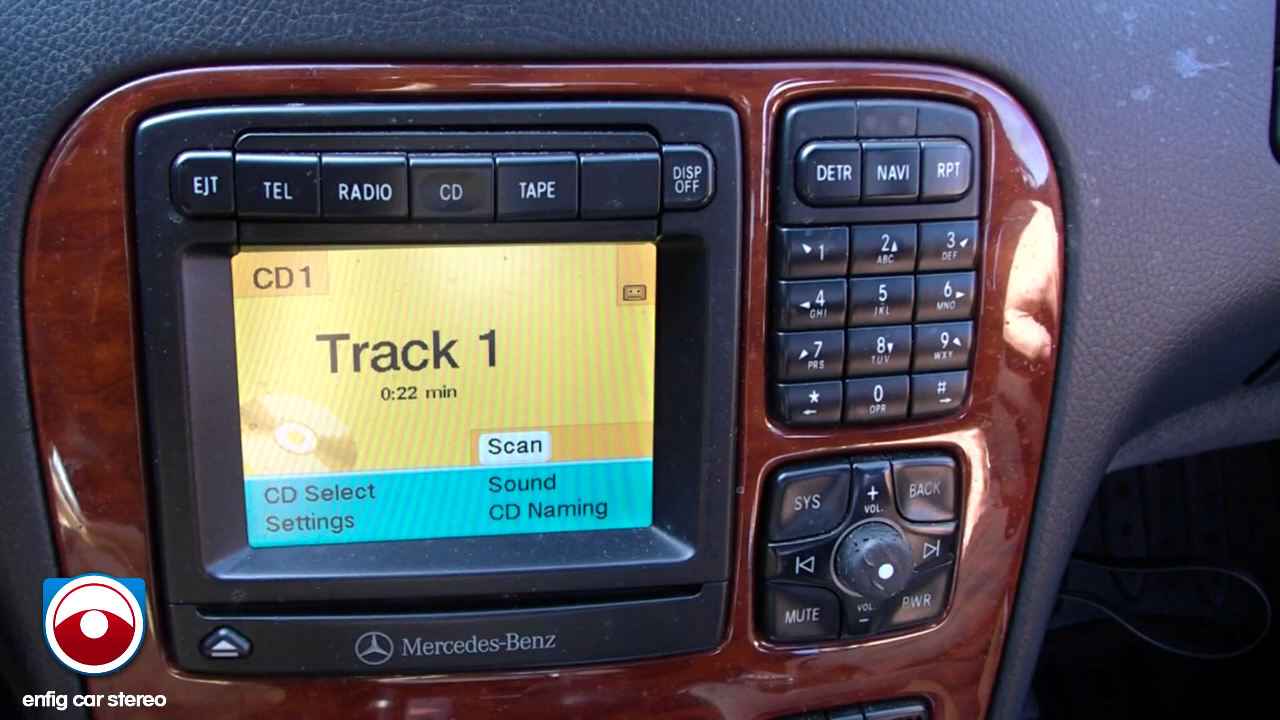 EJT TEL RADIO CD TAPE DISP OFF
DETR NAVI RPT
CD1
Track 1
0:22 min
Scan
CD Select Sound
Settings CD Naming
1 2 ABC 3 DEF
4 GHI 5 JKL 6 MNO
7 PRS 8 TUV 9 WXY
* 0 OPR #
SYS + VOL. BACK
MUTE VOL. − PWR
Mercedes-Benz
enfig car stereo